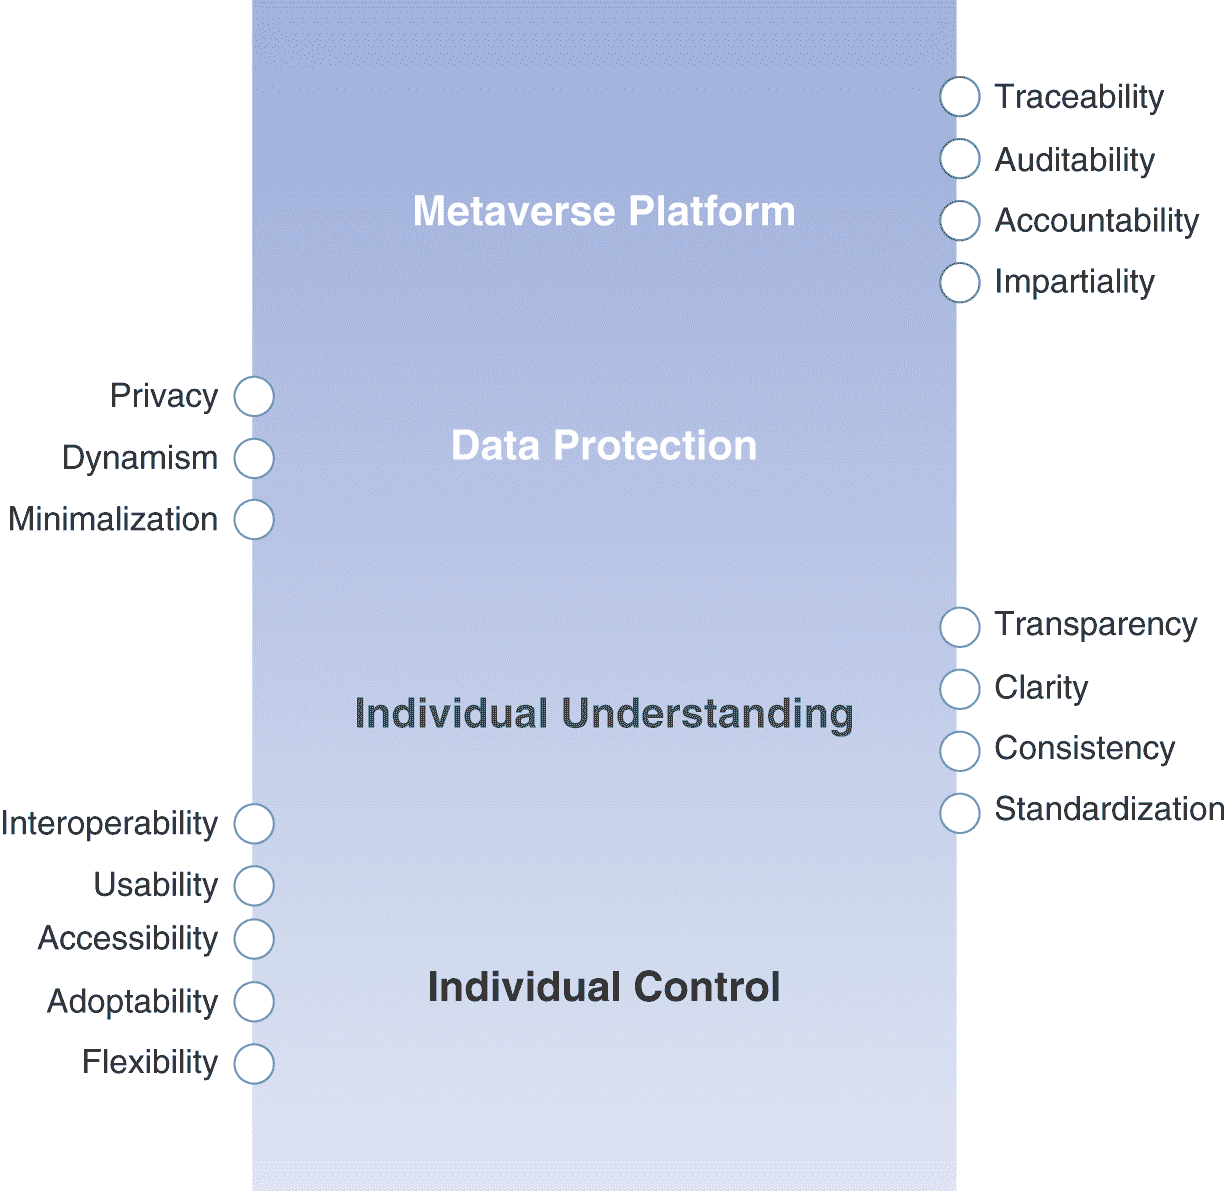 Traceability
Auditability
Metaverse Platform
Accountability
Impartiality
Privacy
Data Protection
Dynamism
Minimalization
Transparency
Clarity
Individual Understanding
Consistency
Standardization
Interoperability
Usability
Accessibility
Individual Control
Adoptability
Flexibility